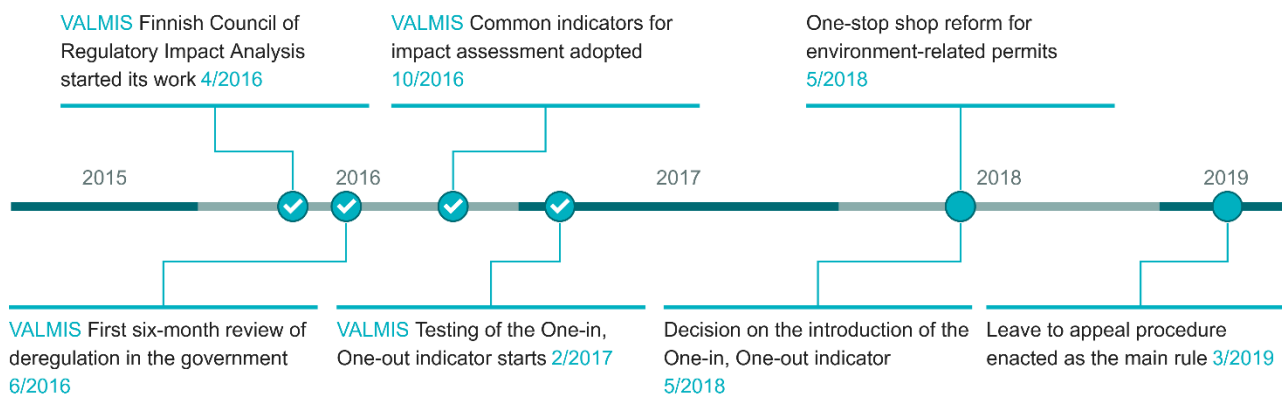 VALMIS Finnish Council of
Regulatory Impact Analysis
started its work 4/2016
VALMIS Common indicators for
impact assessment adopted
10/2016
One-stop shop reform for
environment-related permits
5/2018
2015
2016
2017
2018
2019
VALMIS First six-month review of
deregulation in the government
6/2016
VALMIS Testing of the One-in,
One-out indicator starts 2/2017
Decision on the introduction of the
One-in, One-out indicator
5/2018
Leave to appeal procedure
enacted as the main rule 3/2019